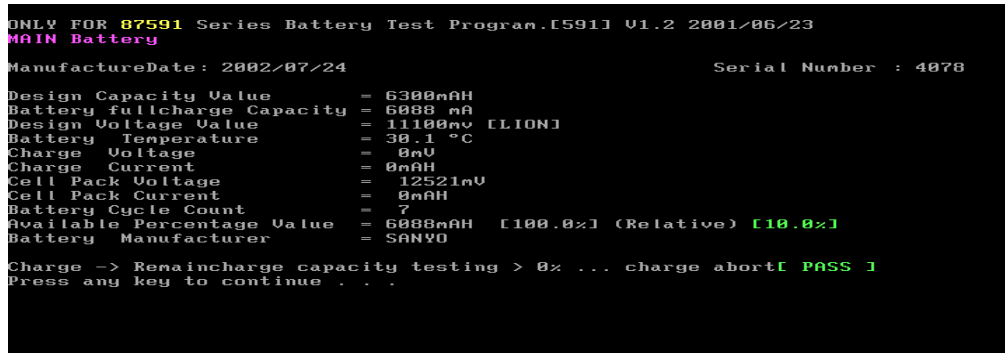 ONLY FOR 87591 Series Battery Test Program.[591] V1.2 2001/06/23
MAIN Battery
ManufactureDate: 2002/07/24 Serial Number : 4078
Design Capacity Value = 6300mAH
Battery fullcharge Capacity = 6088 mA
Design Voltage Value = 11100mv [LION]
Battery Temperature = 30.1 °C
Charge Voltage = 0mV
Charge Current = 0mAH
Cell Pack Voltage = 12521mV
Cell Pack Current = 0mAH
Battery Cycle Count = 7
Available Percentage Value = 6088mAH [100.0%] (Relative) [10.0%]
Battery Manufacturer = SANYO
Charge -> Remaincharge capacity testing > 0% ... charge abort[ PASS ]
Press any key to continue . . .